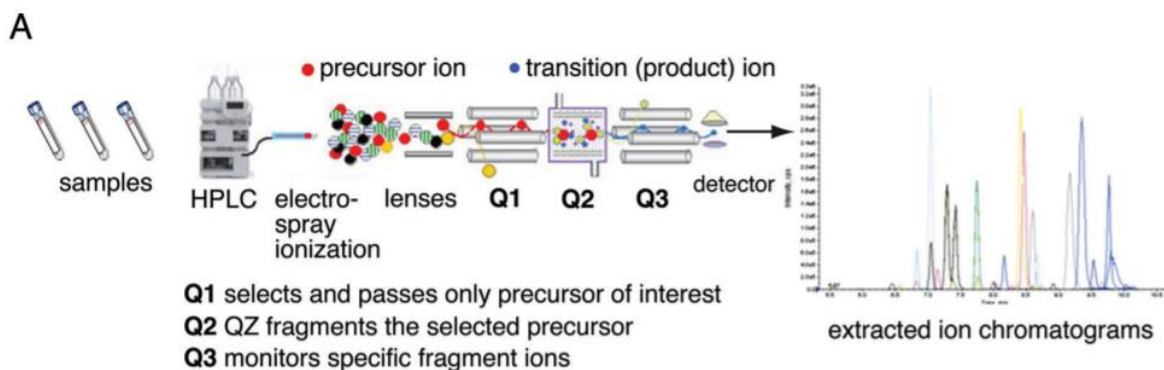 A
precursor ion
transition (product) ion
samples
HPLC
electro-
spray
ionization
lenses
Q1
Q2
Q3
detector
Q1 selects and passes only precursor of interest
Q2 QZ fragments the selected precursor
Q3 monitors specific fragment ions
extracted ion chromatograms